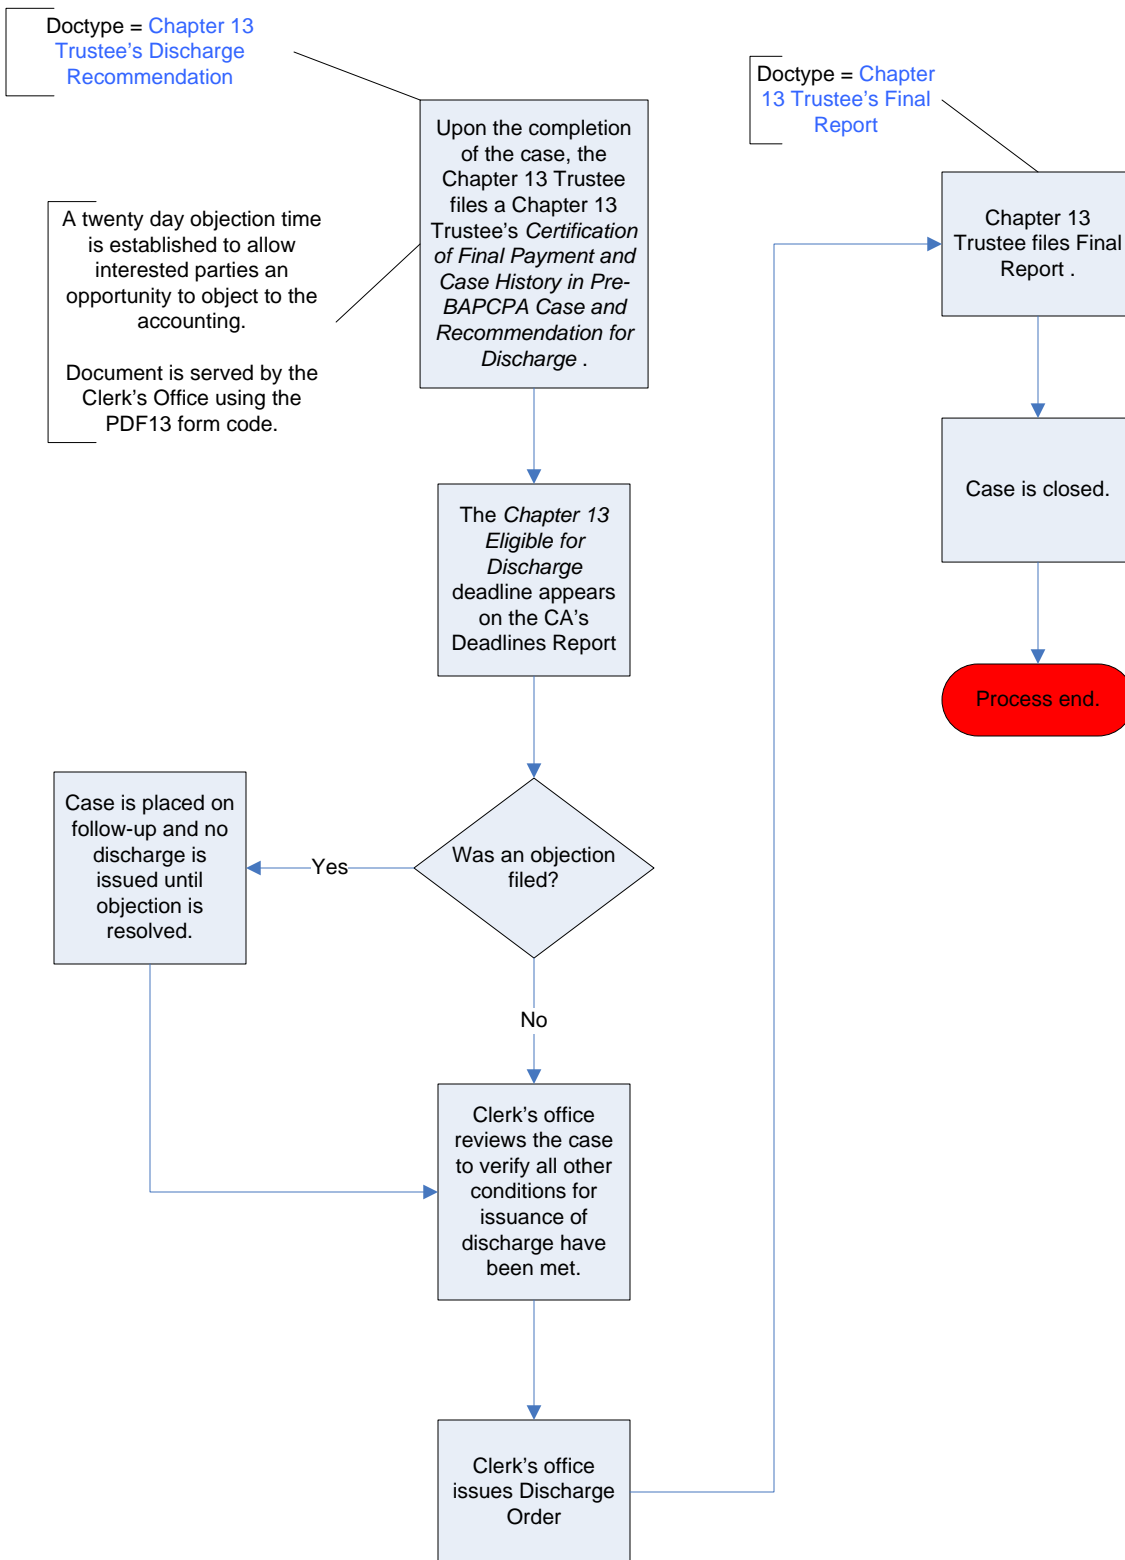 Doctype = Chapter 13
Trustee’s Discharge
Recommendation
Upon the completion
of the case, the
Chapter 13 Trustee
files a Chapter 13
Trustee’s Certification
of Final Payment and
Case History in Pre-
BAPCPA Case and
Recommendation for
Discharge .
A twenty day objection time
is established to allow
interested parties an
opportunity to object to the
accounting.
Document is served by the
Clerk’s Office using the
PDF13 form code.
The Chapter 13
Eligible for
Discharge
deadline appears
on the CA’s
Deadlines Report
Was an objection
filed?
Yes
Case is placed on
follow-up and no
discharge is
issued until
objection is
resolved.
No
Clerk’s office
reviews the case
to verify all other
conditions for
issuance of
discharge have
been met.
Clerk’s office
issues Discharge
Order
Doctype = Chapter
13 Trustee’s Final
Report
Chapter 13
Trustee files Final
Report .
Case is closed.
Process end.